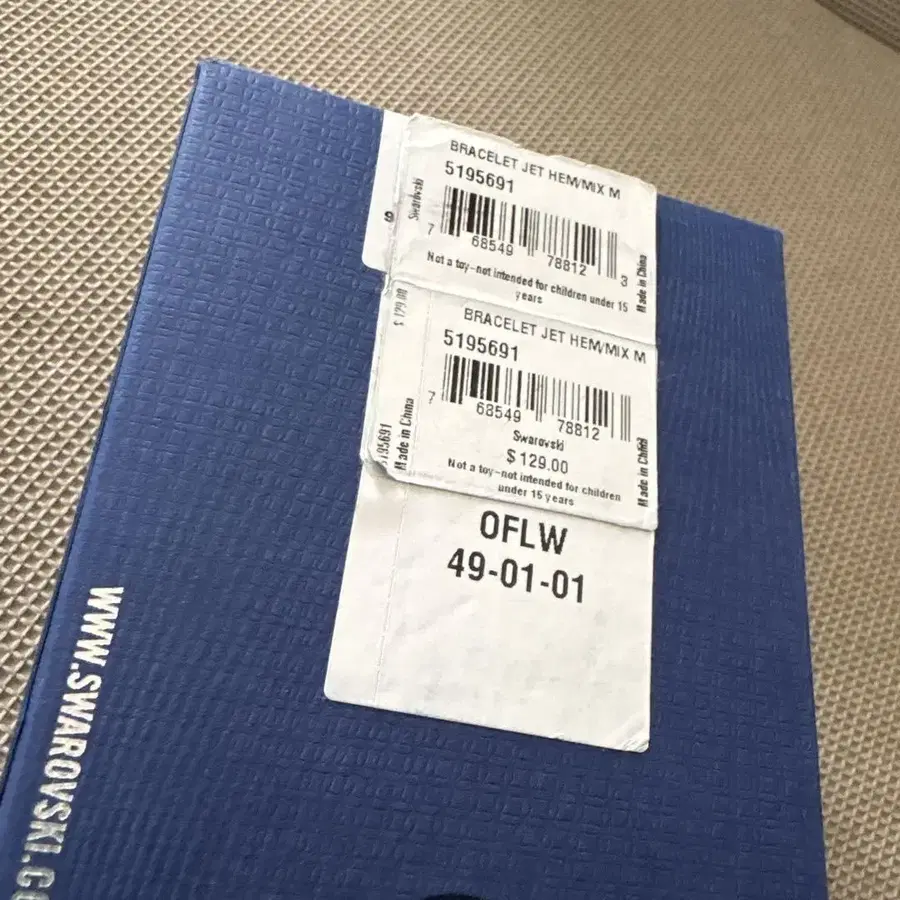 BRACELET JET HEM/MIX M
5195691
Swarovski
7 68549 78812 3
Not a toy-not intended for children under 15
years
Made in China
9
$ 129.00
BRACELET JET HEM/MIX M
5195691
7 68549 78812
Swarovski
$ 129.00
Not a toy-not intended for children
under 15 years
Made in China
5195691
Made in China
OFLW
49-01-01
WWW.SWAROVSKI.CO